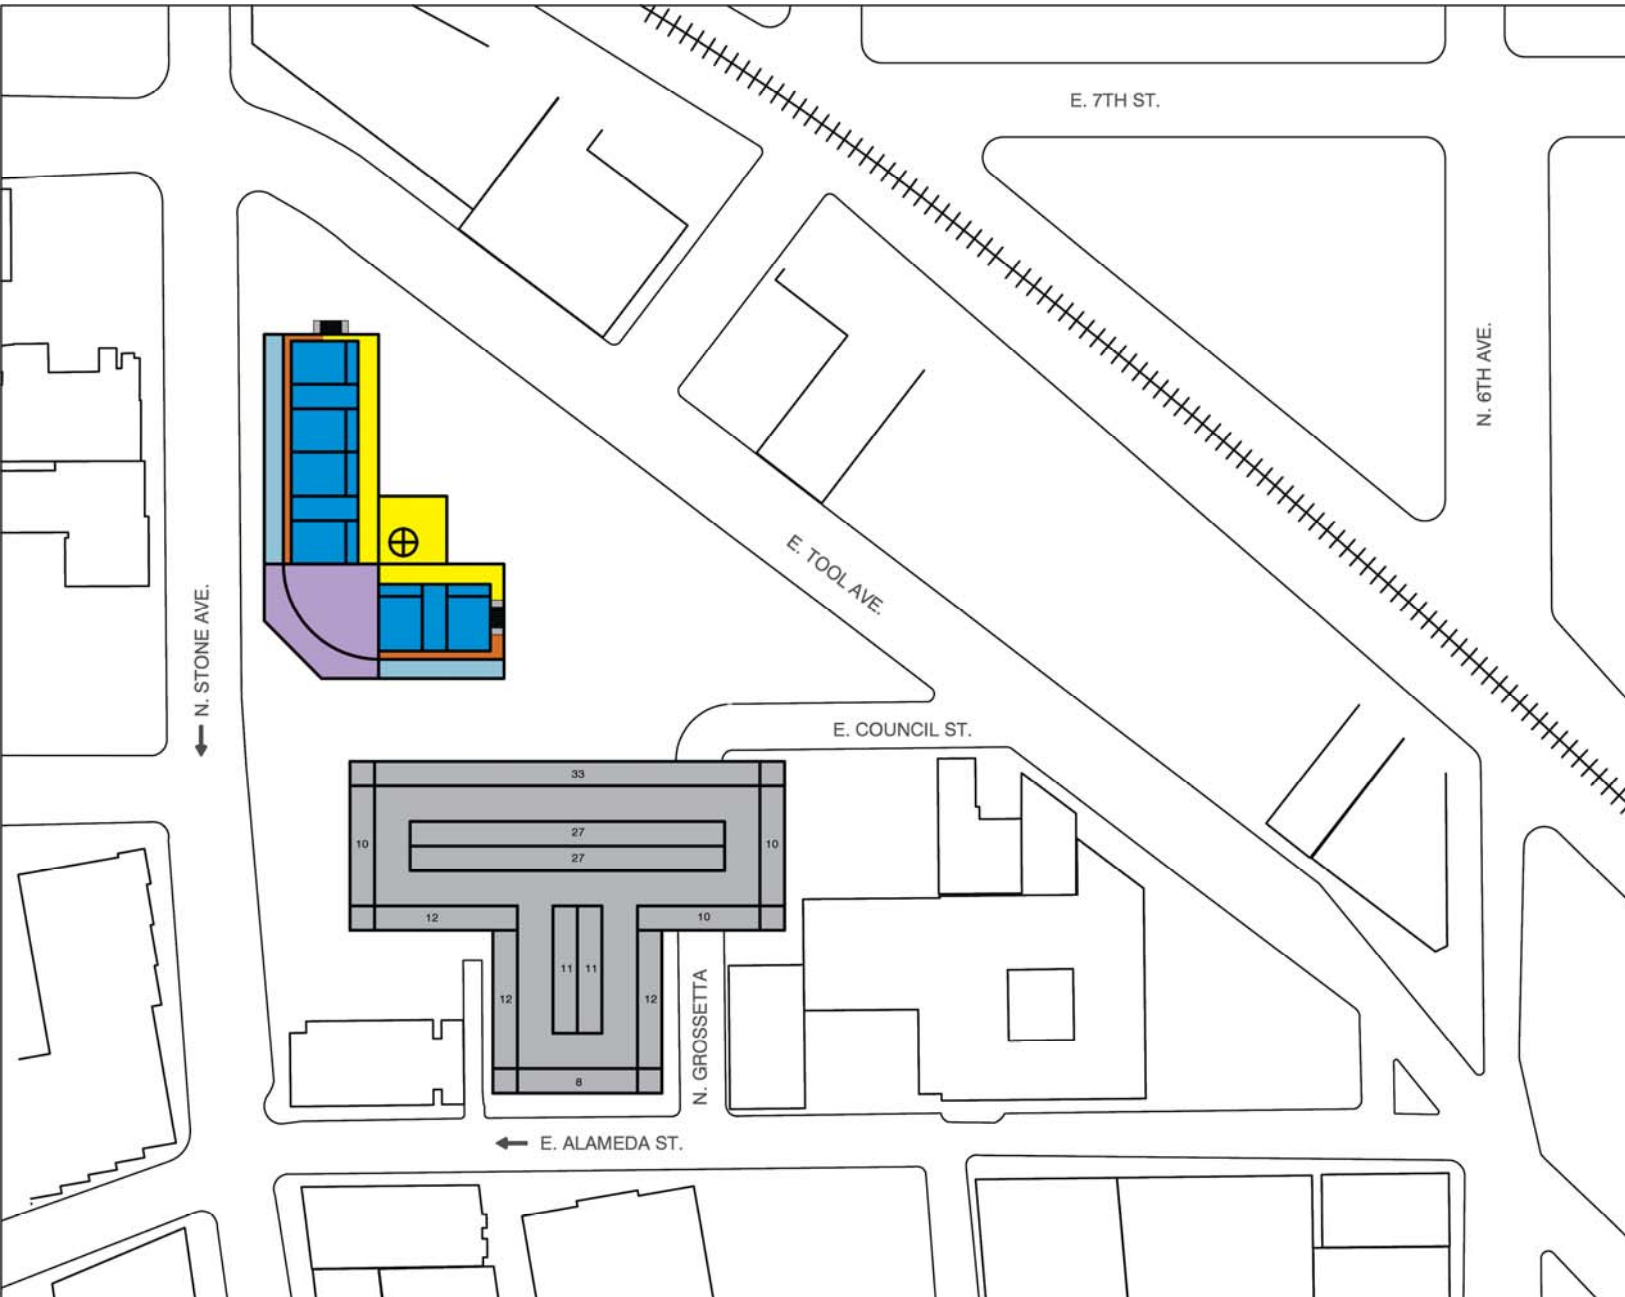 E. 7TH ST.
N. 6TH AVE.
E. TOOL AVE.
N. STONE AVE.
E. COUNCIL ST.
33
27
10
10
27
12
10
11
11
12
12
N. GROSSETTA
8
E. ALAMEDA ST.